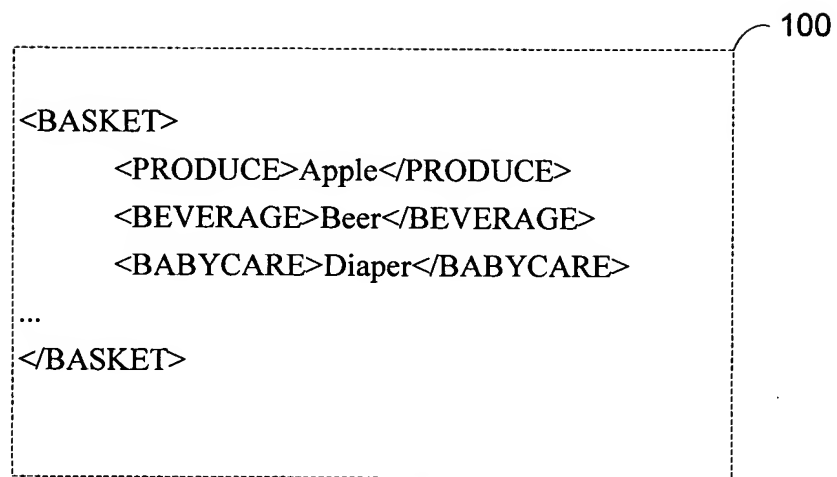 100
<BASKET>
<PRODUCE>Apple</PRODUCE>
<BEVERAGE>Beer</BEVERAGE>
<BABYCARE>Diaper</BABYCARE>
...
</BASKET>